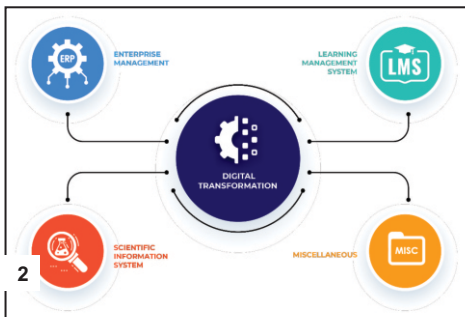 ERP
ENTERPRISE
MANAGEMENT
LEARNING
MANAGEMENT
SYSTEM
LMS
DIGITAL
TRANSFORMATION
SCIENTIFIC
INFORMATION
SYSTEM
MISCELLANEOUS
MISC
2